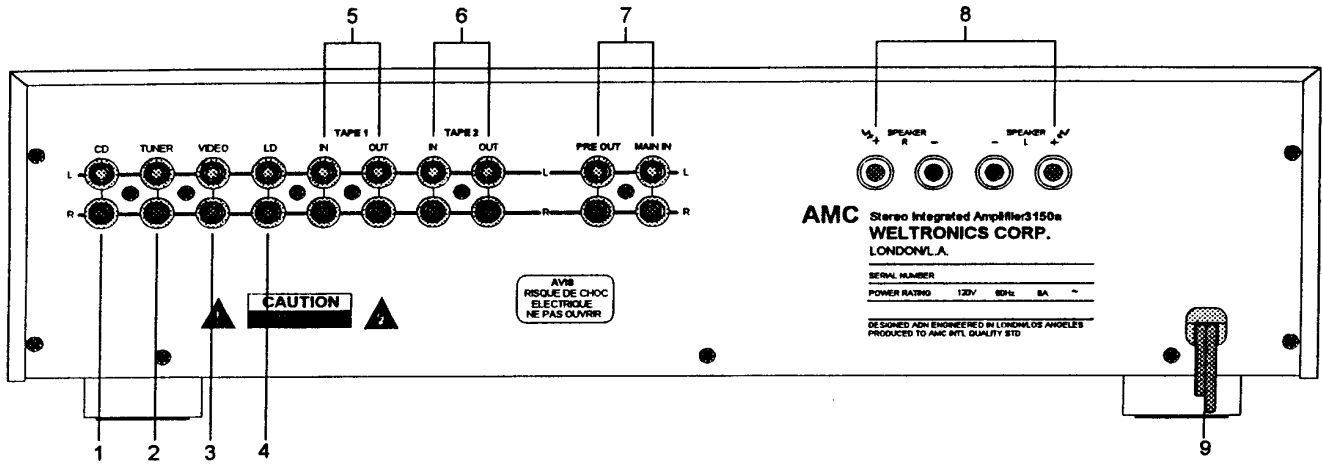 5 6 7 8
TAPE 1 TAPE 2
CD TUNER VIDEO LD IN OUT IN OUT PRE OUT MAIN IN
SPEAKER SPEAKER
+ R - - L +
L L L
R R R
AMC Stereo Integrated Amplifier3150a
WELTRONICS CORP.
LONDON/L.A.
SERIAL NUMBER
POWER RATING 120V 60Hz 8A ~
DESIGNED ADN ENGINEERED IN LONDN/LOS ANGELES
PRODUCED TO AMC INTL QUALITY STD
CAUTION
AVIS
RISQUE DE CHOC
ELECTRIQUE
NE PAS OUVRIR
1 2 3 4 9